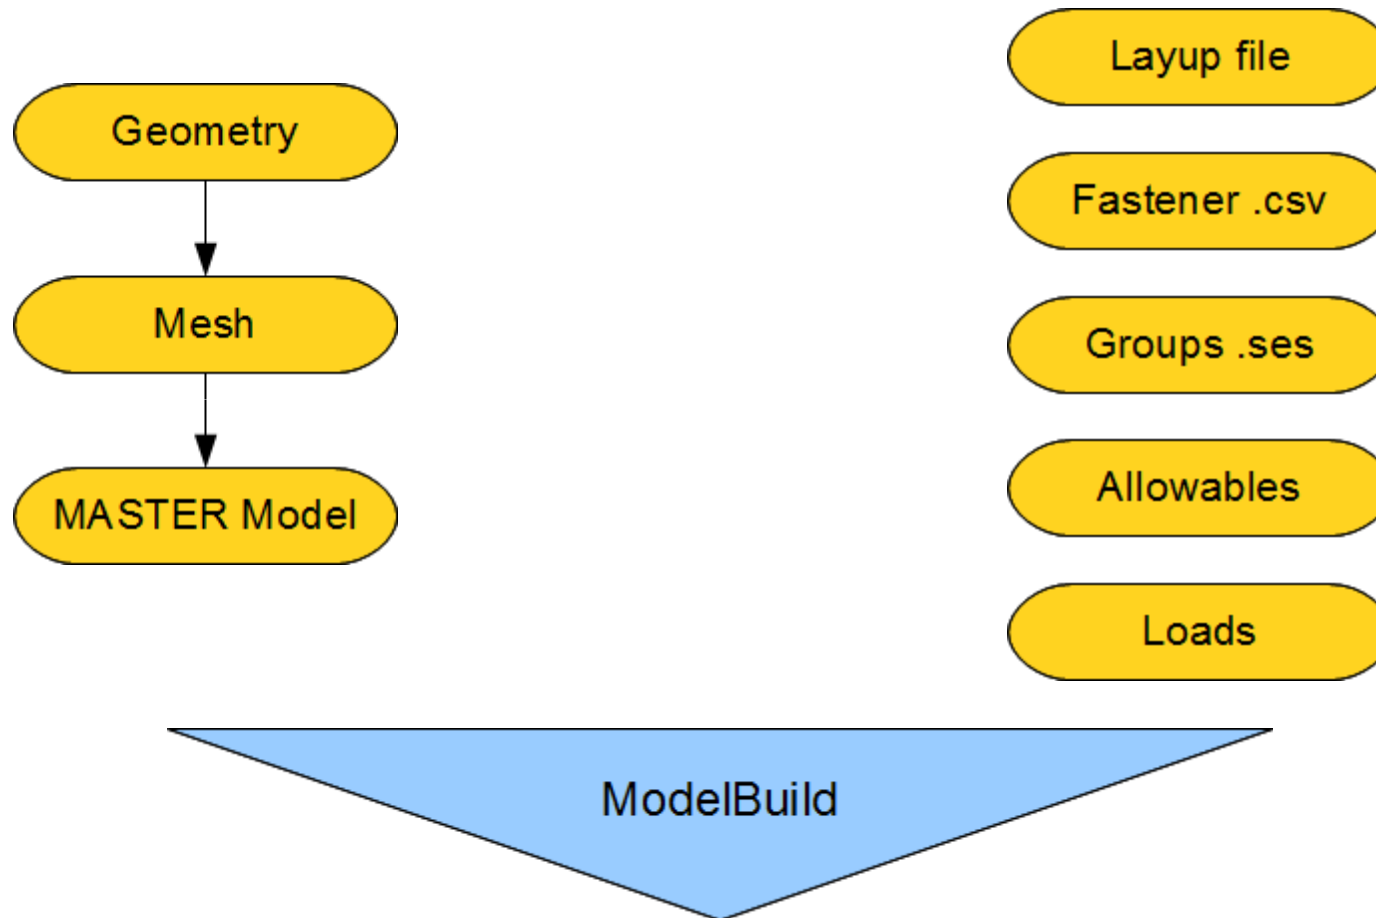 Geometry
Mesh
MASTER Model
Layup file
Fastener .csv
Groups .ses
Allowables
Loads
ModelBuild